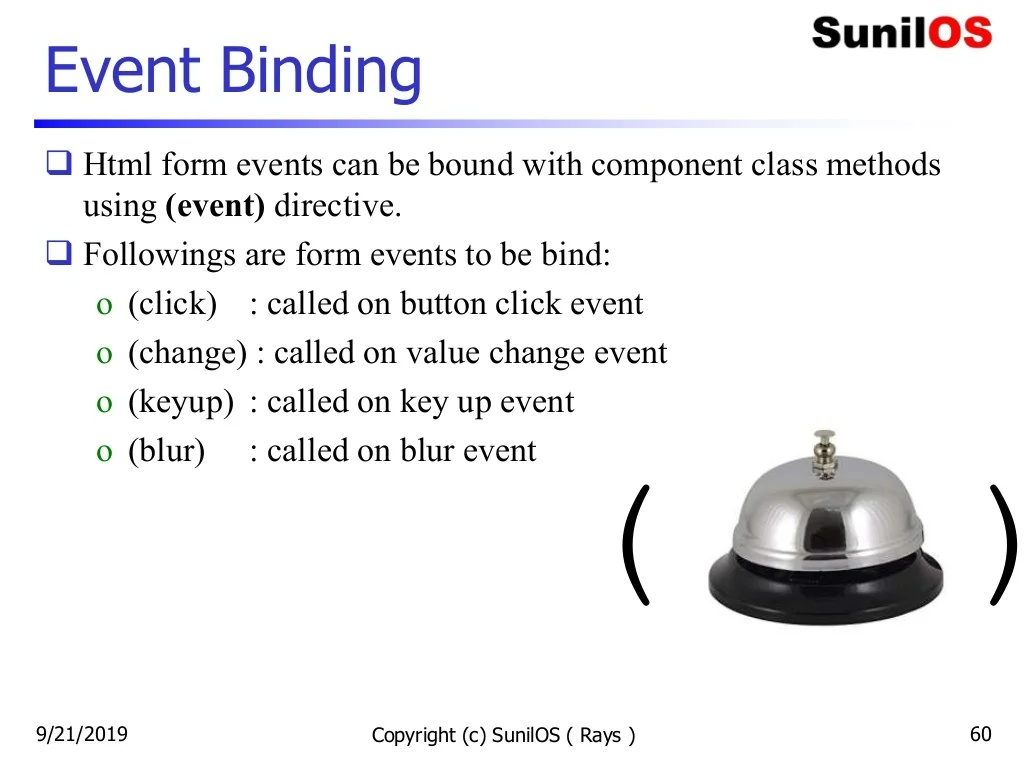 SunilOS
Event Binding
❑ Html form events can be bound with component class methods
using (event) directive.
❑ Followings are form events to be bind:
o (click) : called on button click event
o (change) : called on value change event
o (keyup) : called on key up event
o (blur) : called on blur event
( )
9/21/2019 Copyright (c) SunilOS ( Rays ) 60